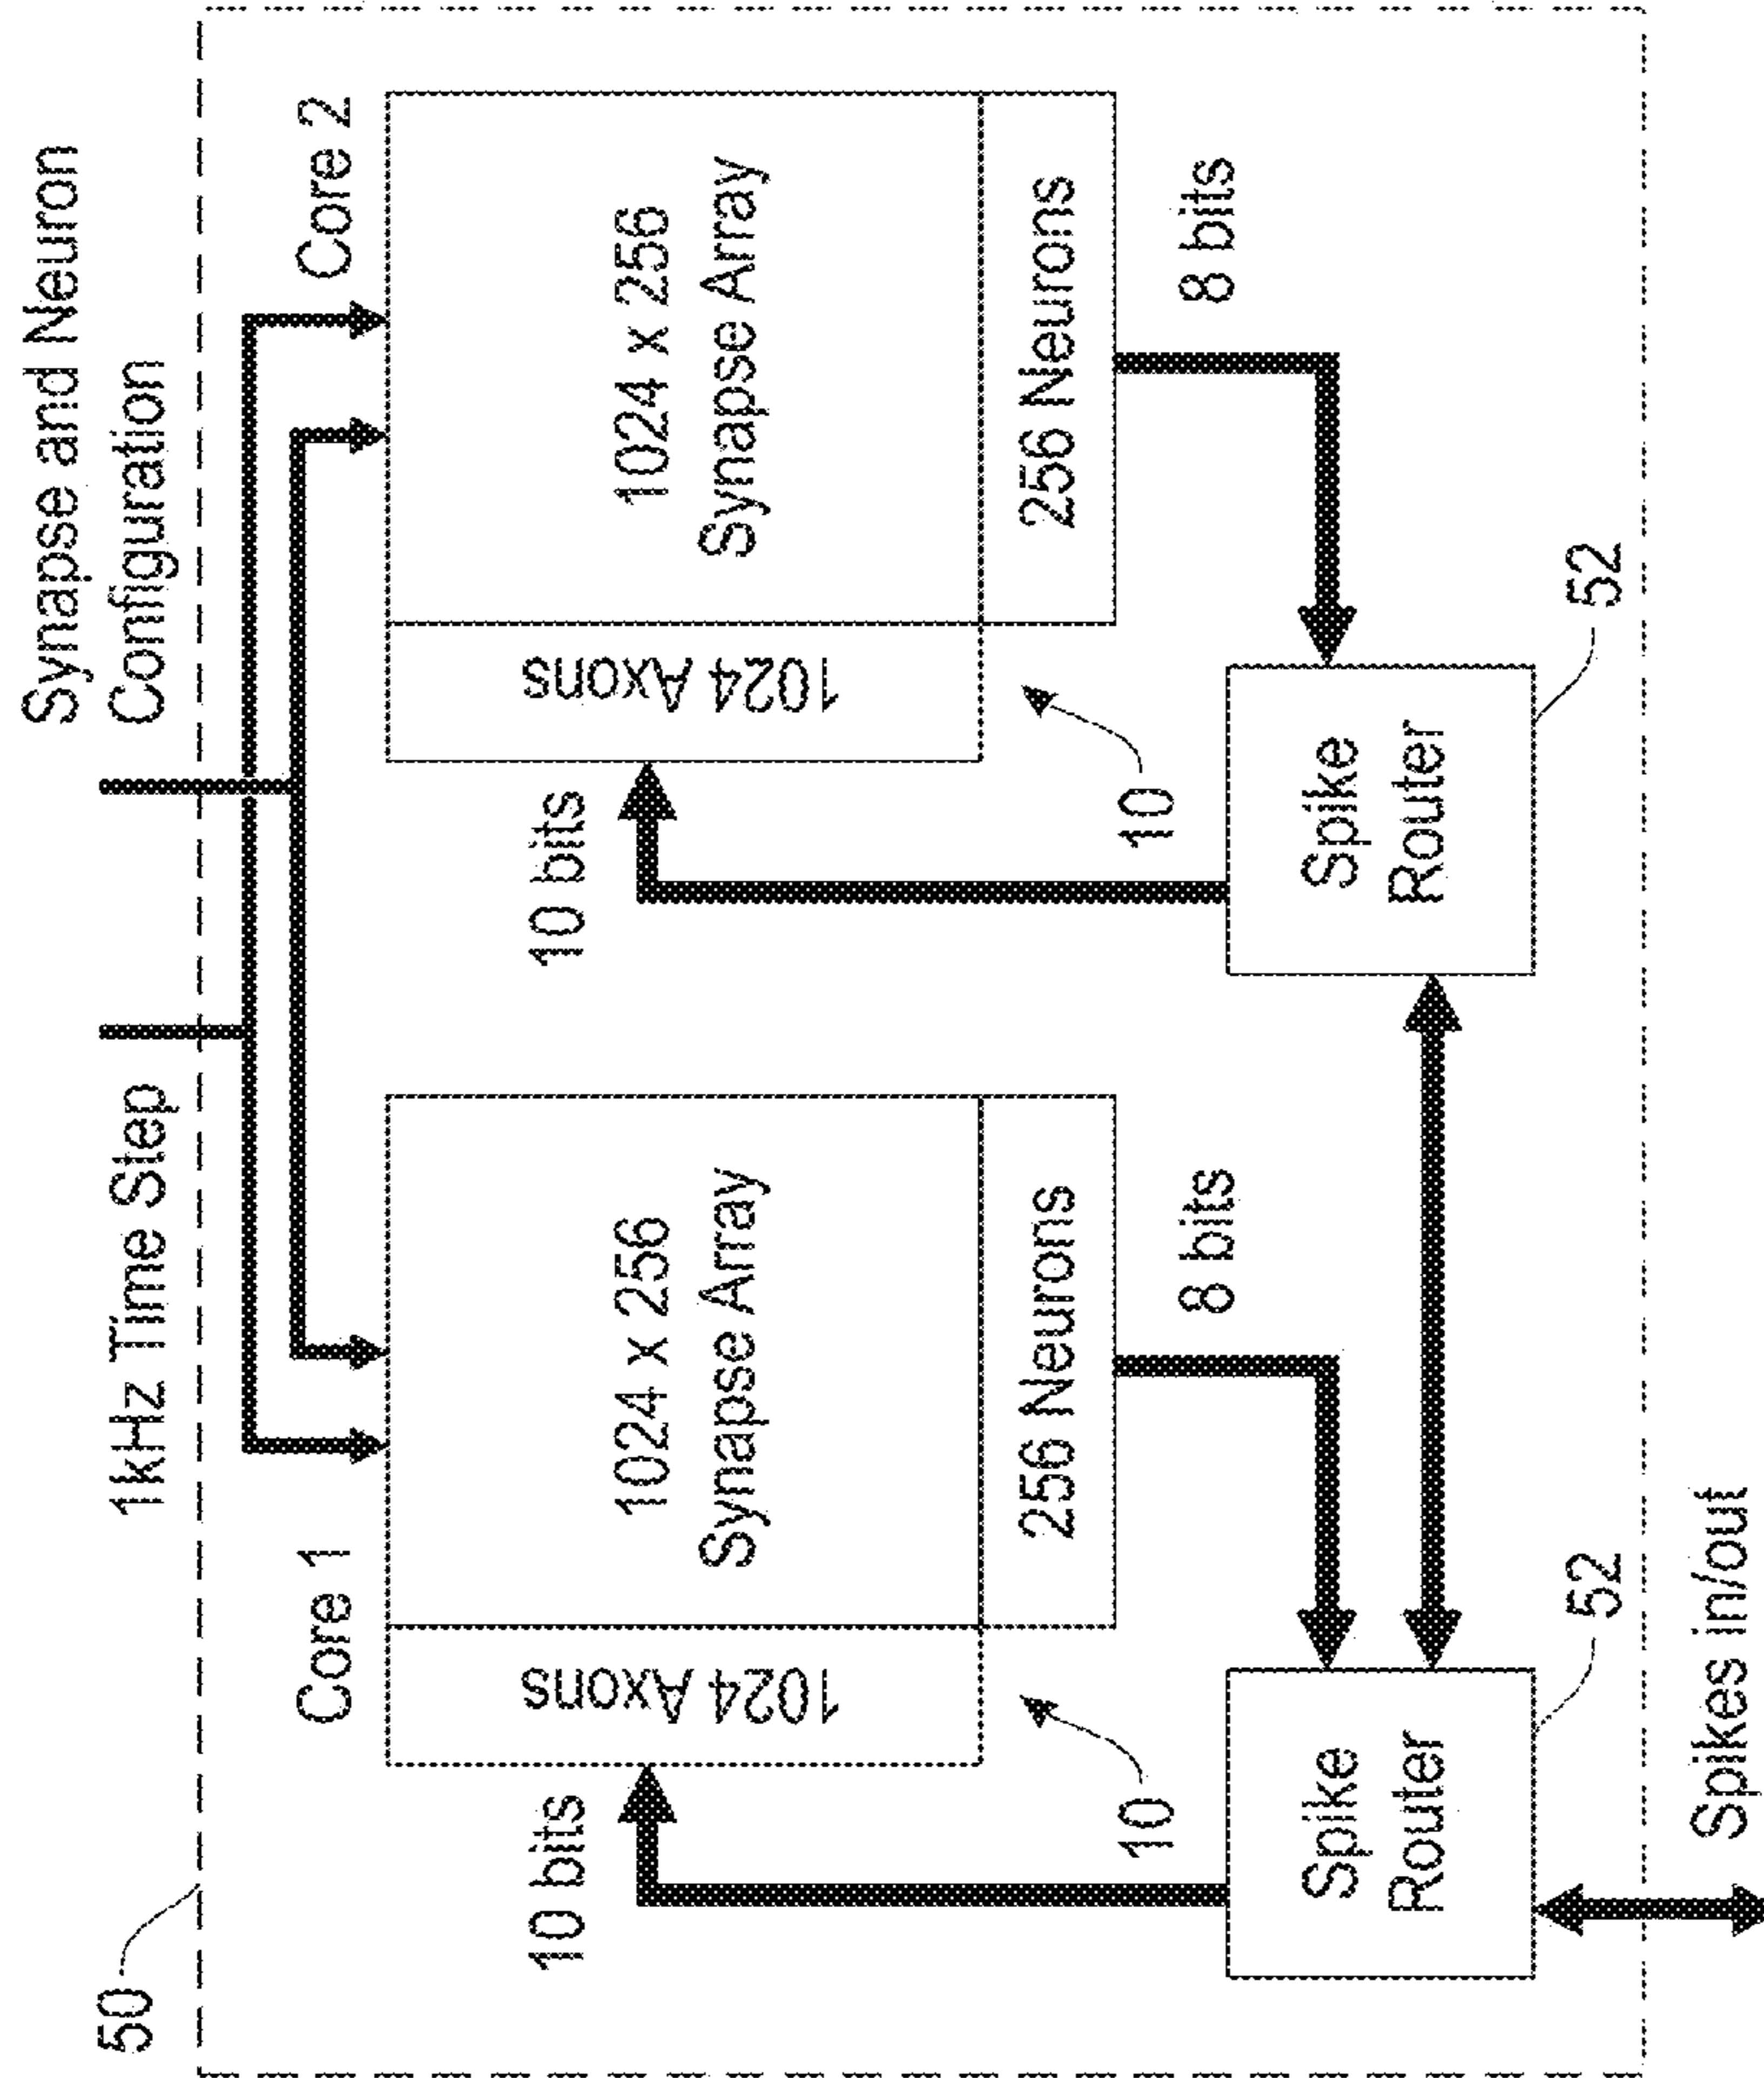 50
1kHz Time Step
Synapse and Neuron
Configuration
Core 1
Core 2
10 bits
1024 Axons
1024 x 256
Synapse Array
256 Neurons
10
8 bits
Spike
Router
52
10 bits
1024 Axons
1024 x 256
Synapse Array
256 Neurons
10
8 bits
Spike
Router
52
Spikes in/out